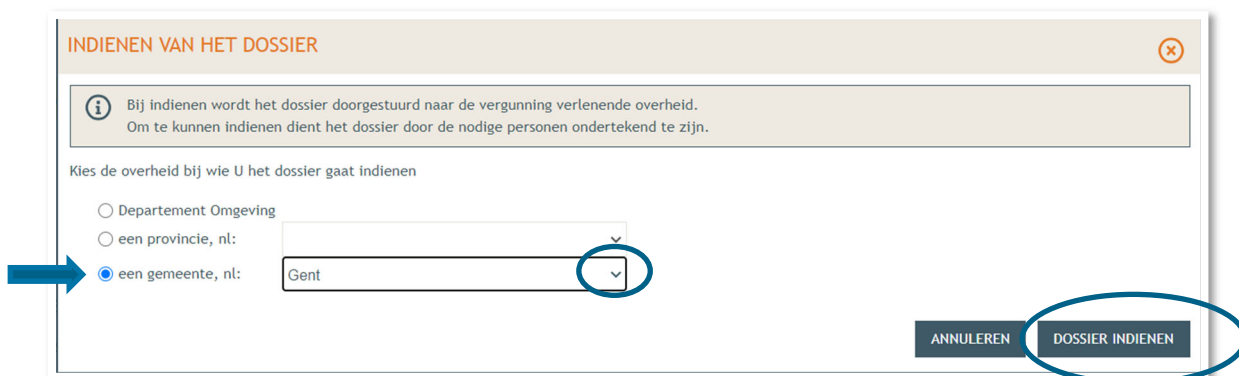 INDIENEN VAN HET DOSSIER
Bij indienen wordt het dossier doorgestuurd naar de vergunning verlenende overheid.
Om te kunnen indienen dient het dossier door de nodige personen ondertekend te zijn.
Kies de overheid bij wie U het dossier gaat indienen
Departement Omgeving
een provincie, nl:
een gemeente, nl: Gent
ANNULEREN DOSSIER INDIENEN